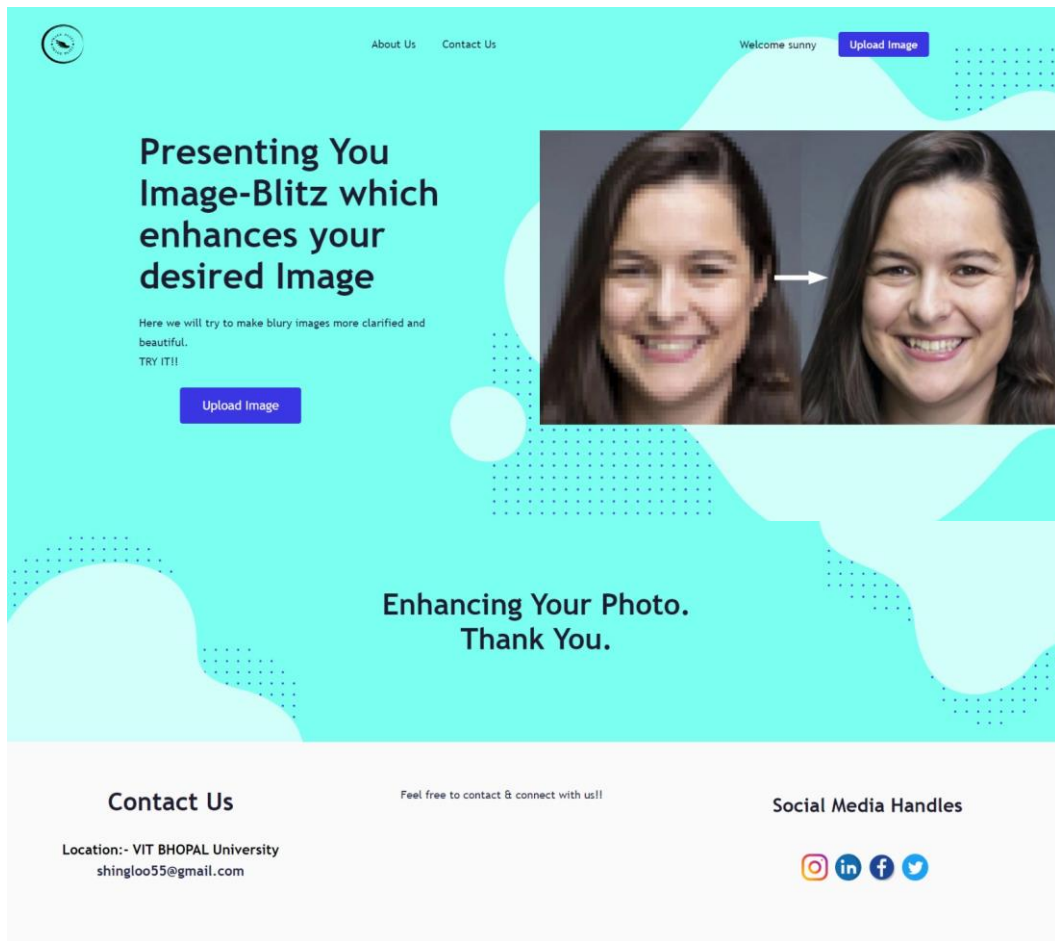 About Us
Contact Us
Welcome sunny
Upload Image
Presenting You
Image-Blitz which
enhances your
desired Image
Here we will try to make blury images more clarified and
beautiful.
TRY IT!!
Upload Image
Enhancing Your Photo.
Thank You.
Contact Us
Location:- VIT BHOPAL University
shingloo55@gmail.com
Feel free to contact & connect with us!!
Social Media Handles
in